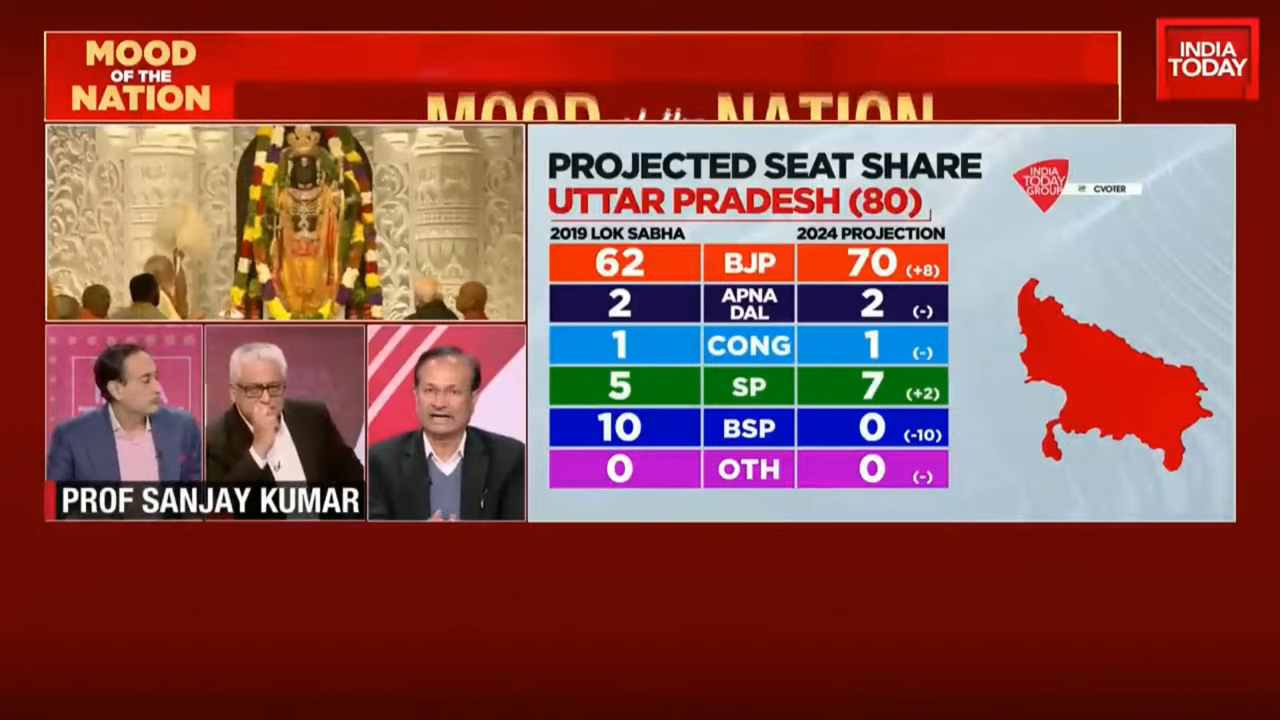 MOOD
OF THE
NATION
MOOD of the NATION
INDIA
TODAY
PROJECTED SEAT SHARE
UTTAR PRADESH (80)
INDIA
TODAY
GROUP
CVOTER
2019 LOK SABHA 2024 PROJECTION
62 BJP 70 (+8)
2 APNA DAL 2 (-)
1 CONG 1 (-)
5 SP 7 (+2)
10 BSP 0 (-10)
0 OTH 0 (-)
PROF SANJAY KUMAR